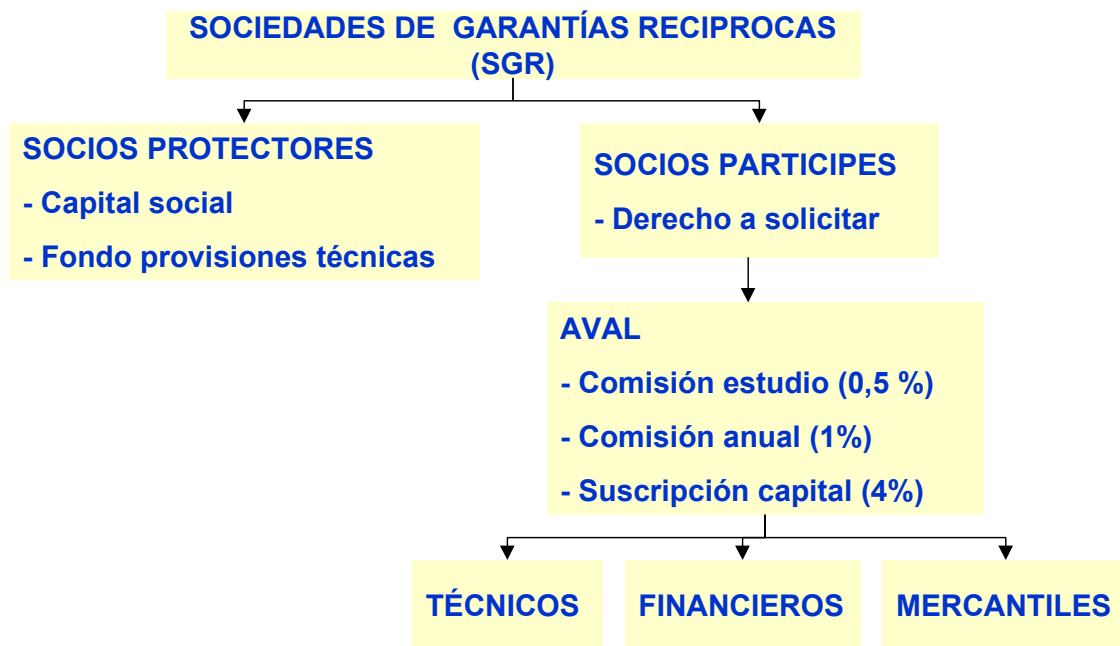 SOCIEDADES DE GARANTÍAS RECIPROCAS
(SGR)
SOCIOS PROTECTORES
- Capital social
- Fondo provisiones técnicas
SOCIOS PARTICIPES
- Derecho a solicitar
AVAL
- Comisión estudio (0,5 %)
- Comisión anual (1%)
- Suscripción capital (4%)
TÉCNICOS
FINANCIEROS
MERCANTILES